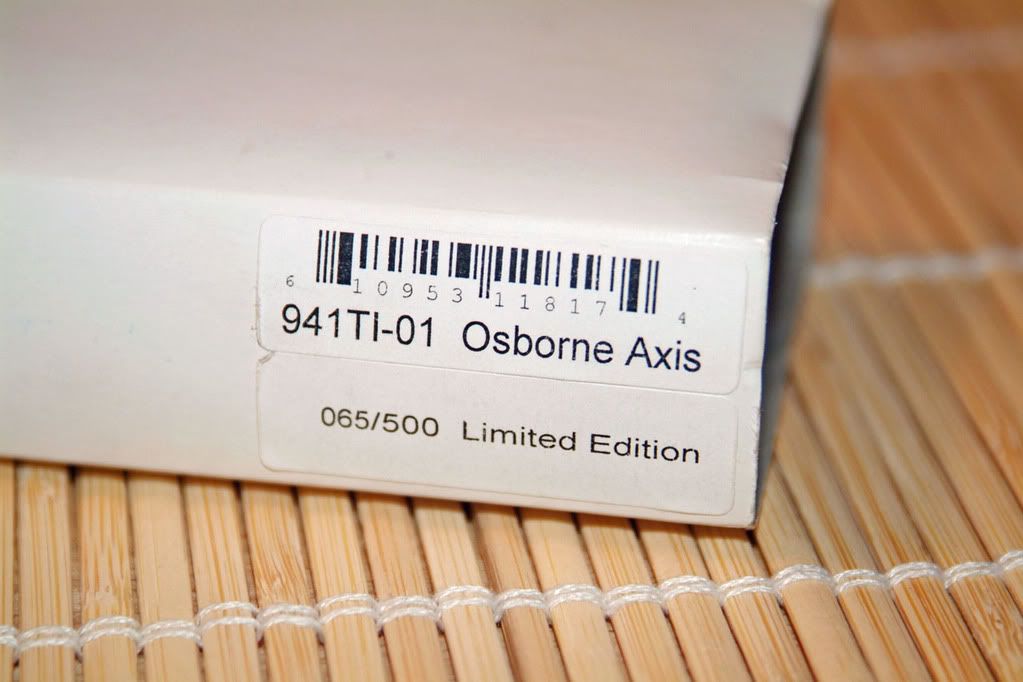 6 10953 11817 4
941TI-01 Osborne Axis
065/500 Limited Edition